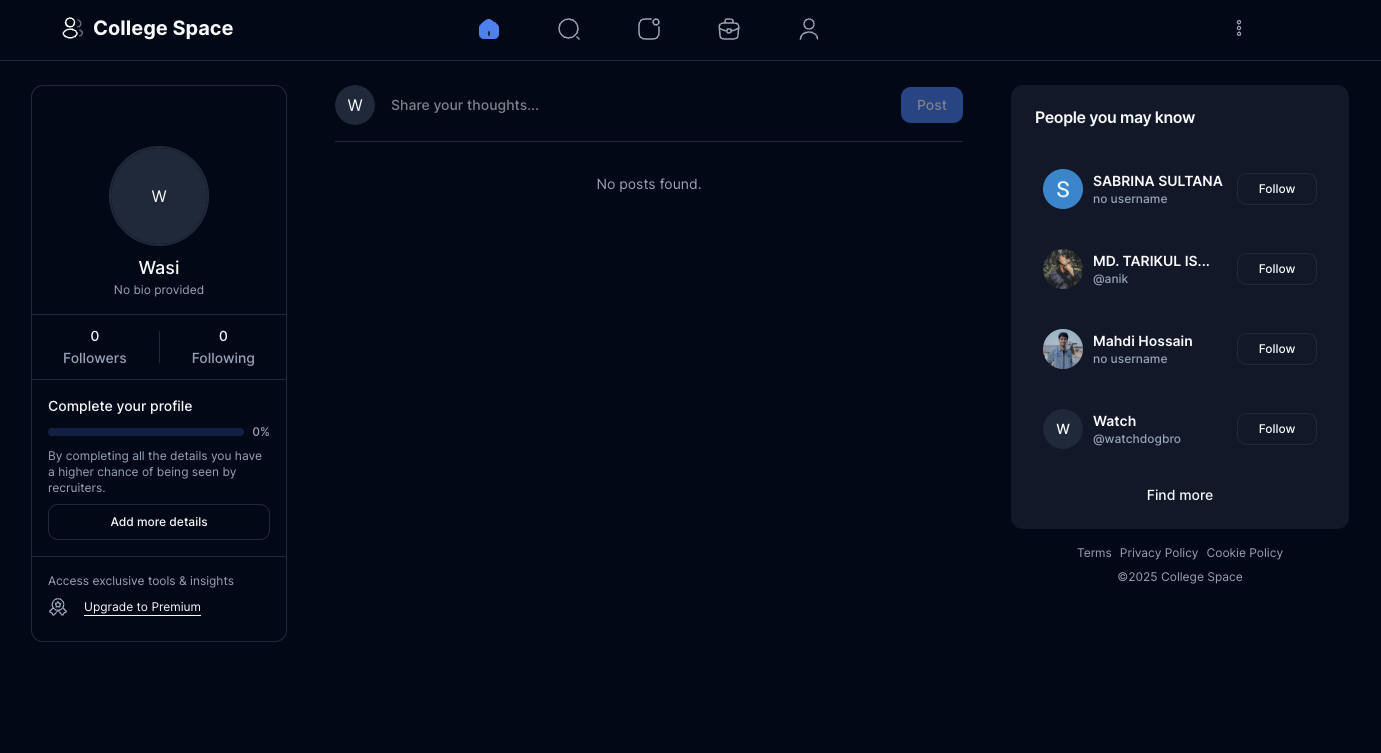 College Space
W
Wasi
No bio provided
0
Followers
0
Following
Complete your profile
0%
By completing all the details you have
a higher chance of being seen by
recruiters.
Add more details
Access exclusive tools & insights
Upgrade to Premium
W
Share your thoughts...
Post
No posts found.
People you may know
S
SABRINA SULTANA
no username
Follow
MD. TARIKUL IS...
@anik
Follow
Mahdi Hossain
no username
Follow
W
Watch
@watchdogbro
Follow
Find more
Terms Privacy Policy Cookie Policy
©2025 College Space